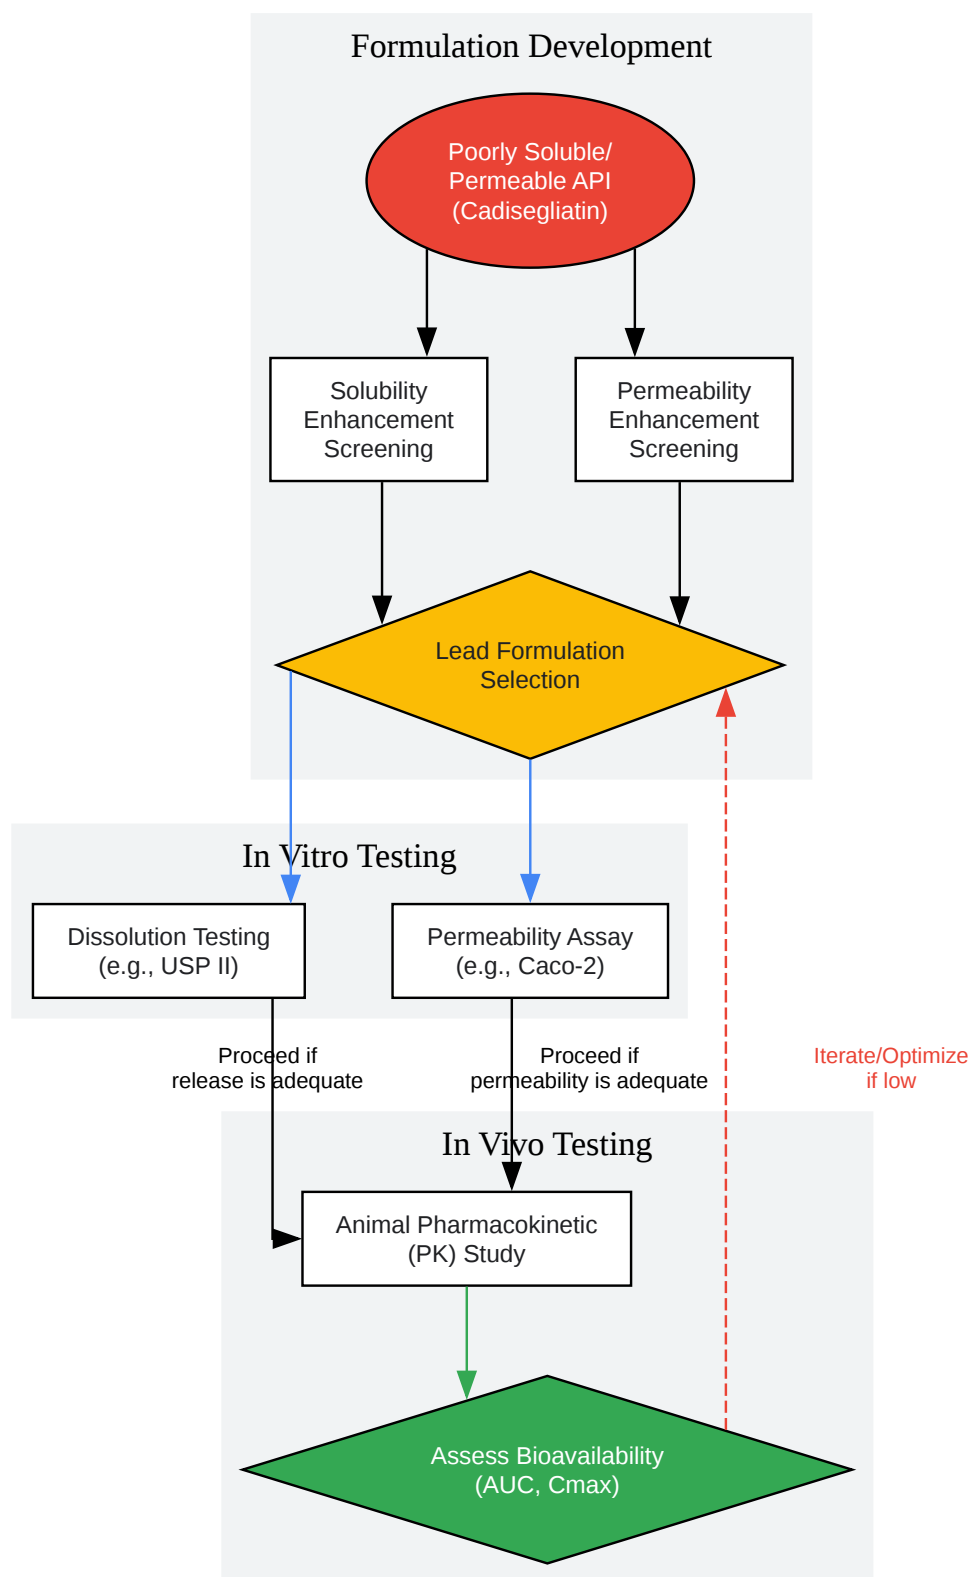 Formulation Development
Poorly Soluble/
Permeable API
(Cadisegliatin)
Solubility
Enhancement
Screening
Permeability
Enhancement
Screening
Lead Formulation
Selection
In Vitro Testing
Dissolution Testing
(e.g., USP II)
Permeability Assay
(e.g., Caco-2)
Proceed if
release is adequate
Proceed if
permeability is adequate
Iterate/Optimize
if low
In Vivo Testing
Animal Pharmacokinetic
(PK) Study
Assess Bioavailability
(AUC, Cmax)